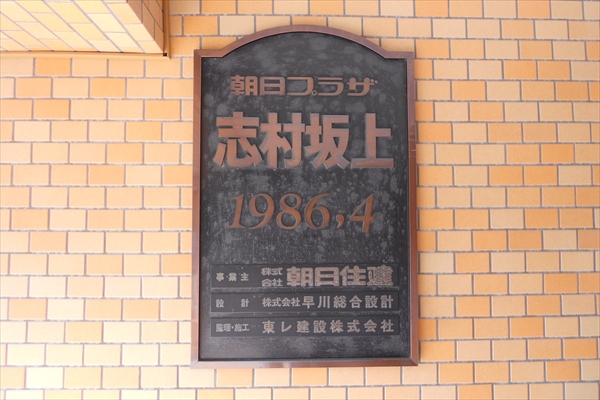 朝日プラザ
志村坂上
1986,4
事・業主 株式会社 朝日住建
設計 株式会社 早川総合設計
監理・施工 東レ建設株式会社